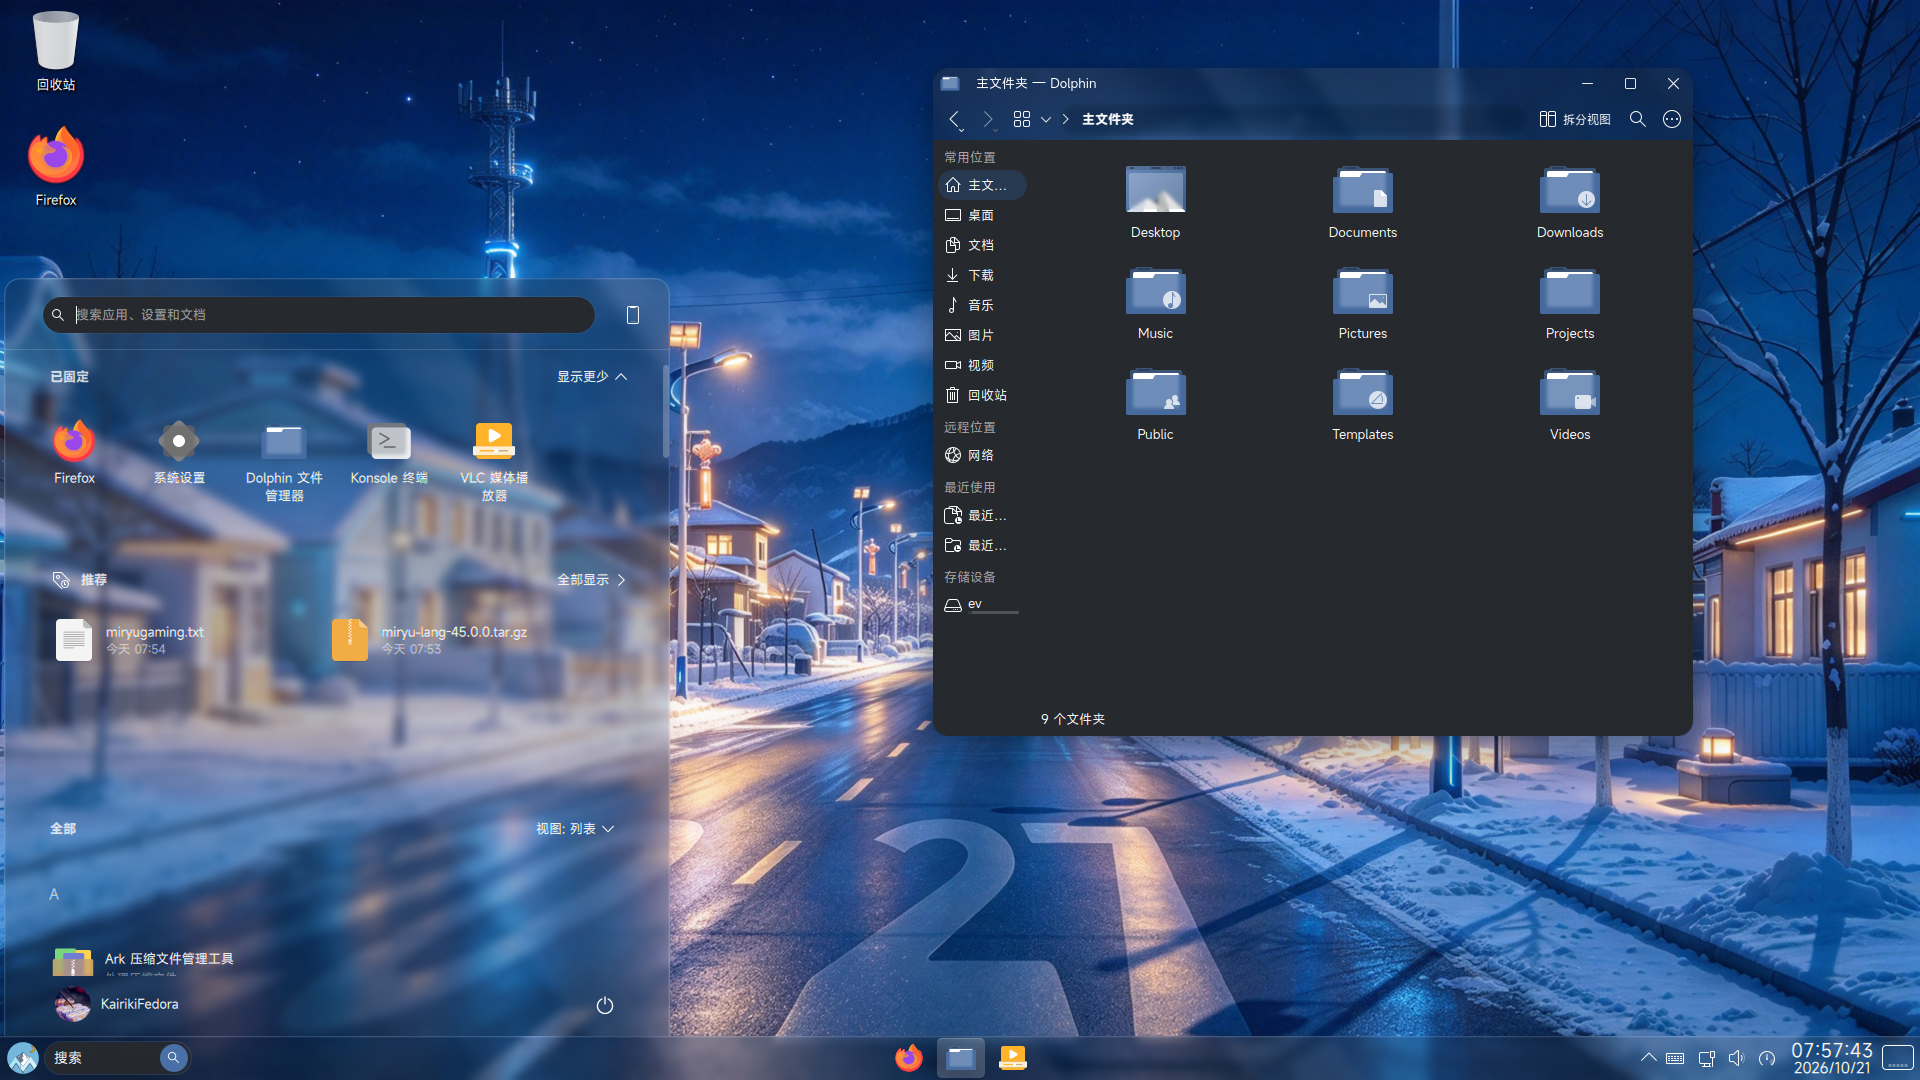 回收站
Firefox
搜索应用、设置和文档
已固定
显示更少
Firefox
系统设置
Dolphin 文件
管理器
Konsole 终端
VLC 媒体播
放器
推荐
全部显示
miryugaming.txt
今天 07:54
miryu-lang-45.0.0.tar.gz
今天 07:53
全部
视图: 列表
A
Ark 压缩文件管理工具
KairikiFedora
主文件夹 — Dolphin
主文件夹
拆分视图
常用位置
主文...
桌面
文档
下载
音乐
图片
视频
回收站
远程位置
网络
最近使用
最近...
最近...
存储设备
ev
Desktop
Documents
Downloads
Music
Pictures
Projects
Public
Templates
Videos
9 个文件夹
27
搜索
07:57:43
2026/10/21